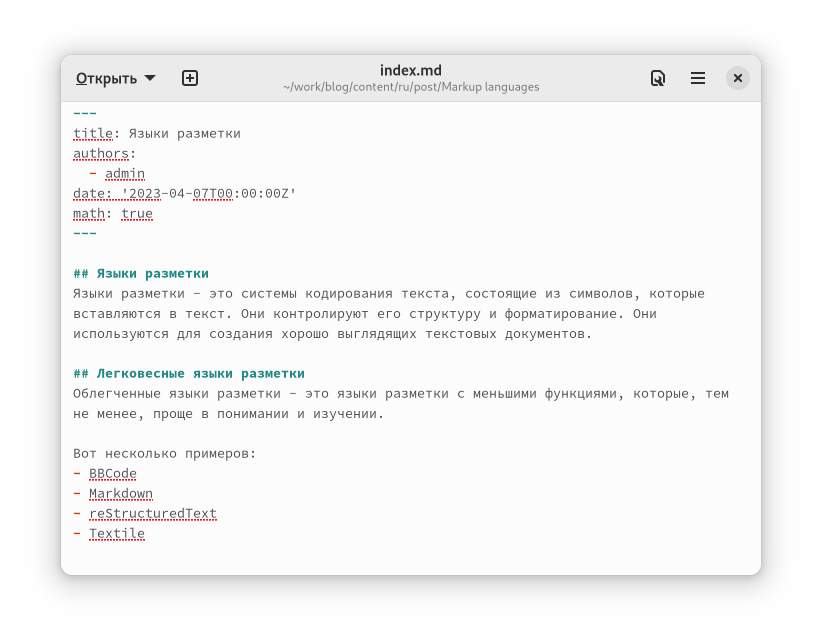 Открыть
index.md
~/work/blog/content/ru/post/Markup languages
---
title: Языки разметки
authors:
  - admin
date: '2023-04-07T00:00:00Z'
math: true
---
## Языки разметки
Языки разметки - это системы кодирования текста, состоящие из символов, которые
вставляются в текст. Они контролируют его структуру и форматирование. Они
используются для создания хорошо выглядящих текстовых документов.
## Легковесные языки разметки
Облегченные языки разметки - это языки разметки с меньшими функциями, которые, тем
не менее, проще в понимании и изучении.
Вот несколько примеров:
- BBCode
- Markdown
- reStructuredText
- Textile